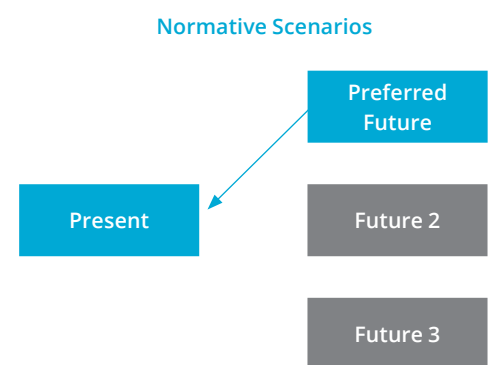 Normative Scenarios
Preferred
Future
Present
Future 2
Future 3